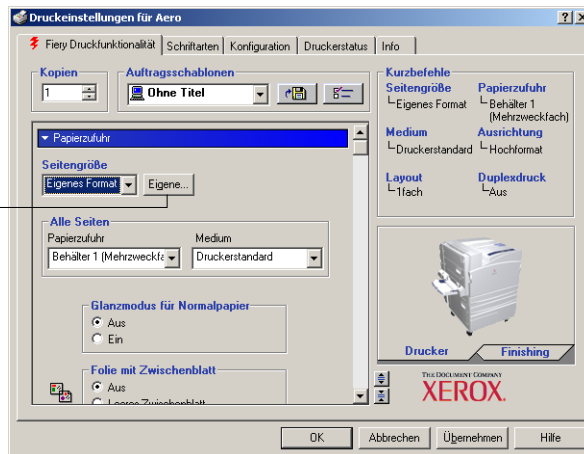 Druckeinstellungen für Aero
Fiery Druckfunktionalität
Schriftarten
Konfiguration
Druckerstatus
Info
Kopien
1
Auftragsschablonen
Ohne Titel
Papierzufuhr
Seitengröße
Eigenes Format
Eigene...
Alle Seiten
Papierzufuhr
Medium
Behälter 1 (Mehrzweckfa
Druckerstandard
Glanzmodus für Normalpapier
Aus
Ein
Folie mit Zwischenblatt
Aus
Leeres Zwischenblatt
Kurzbefehle
Seitengröße
Eigenes Format
Papierzufuhr
Behälter 1
(Mehrzweckfach)
Medium
Druckerstandard
Ausrichtung
Hochformat
Layout
1fach
Duplexdruck
Aus
Drucker
Finishing
THE DOCUMENT COMPANY
XEROX.
OK
Abbrechen
Übernehmen
Hilfe